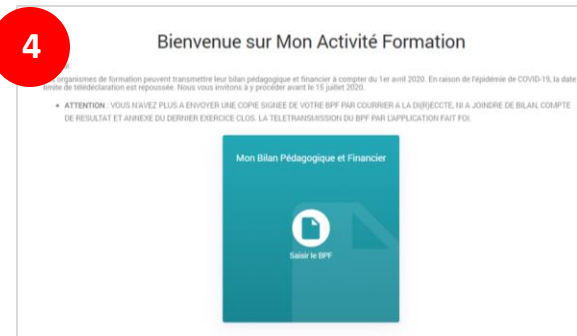 4
Bienvenue sur Mon Activité Formation
organismes de formation peuvent transmettre leur bilan pédagogique et financier à compter du 1er avril 2020. En raison de l'épidémie de COVID-19, la date
limite de télédéclaration est repoussée. Nous vous invitons à y procéder avant le 15 juillet 2020.
• ATTENTION : VOUS N'AVEZ PLUS A ENVOYER UNE COPIE SIGNEE DE VOTRE BPF PAR COURRIER A LA DI(R)ECCTE, NI A JOINDRE DE BILAN, COMPTE
DE RESULTAT ET ANNEXE DU DERNIER EXERCICE CLOS. LA TELETRANSMISSION DU BPF PAR L'APPLICATION FAIT FOI.
Mon Bilan Pédagogique et Financier
Saisir le BPF